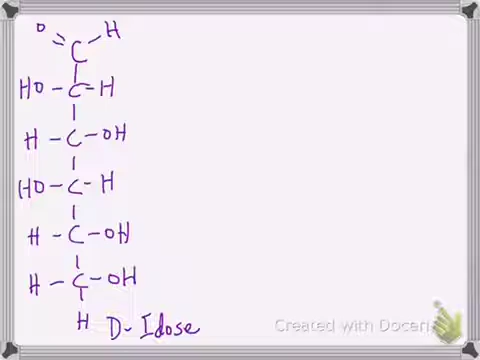 O H
C
HO - C - H
H - C - OH
HO - C - H
H - C - OH
H - C - OH
H
D-Idose
Created with Doceri